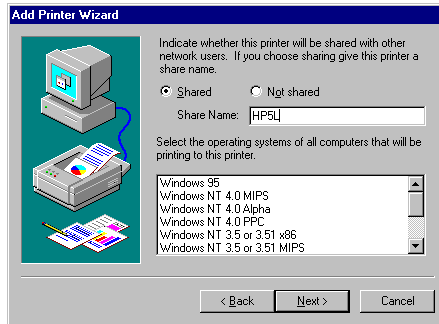 Add Printer Wizard
Indicate whether this printer will be shared with other
network users. If you choose sharing give this printer a
share name.
Shared
Not shared
Share Name:
HP5L
Select the operating systems of all computers that will be
printing to this printer.
Windows 95
Windows NT 4.0 MIPS
Windows NT 4.0 Alpha
Windows NT 4.0 PPC
Windows NT 3.5 or 3.51 x86
Windows NT 3.5 or 3.51 MIPS
< Back
Next >
Cancel